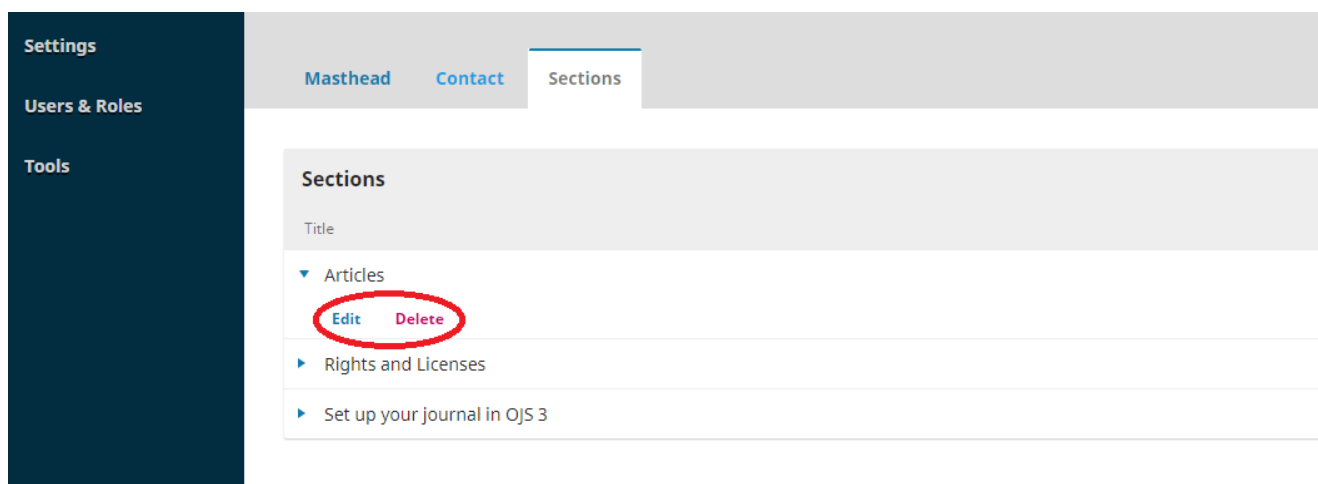 Settings
Users & Roles
Tools
Masthead Contact Sections
Sections
Title
Articles
Edit Delete
Rights and Licenses
Set up your journal in OJS 3